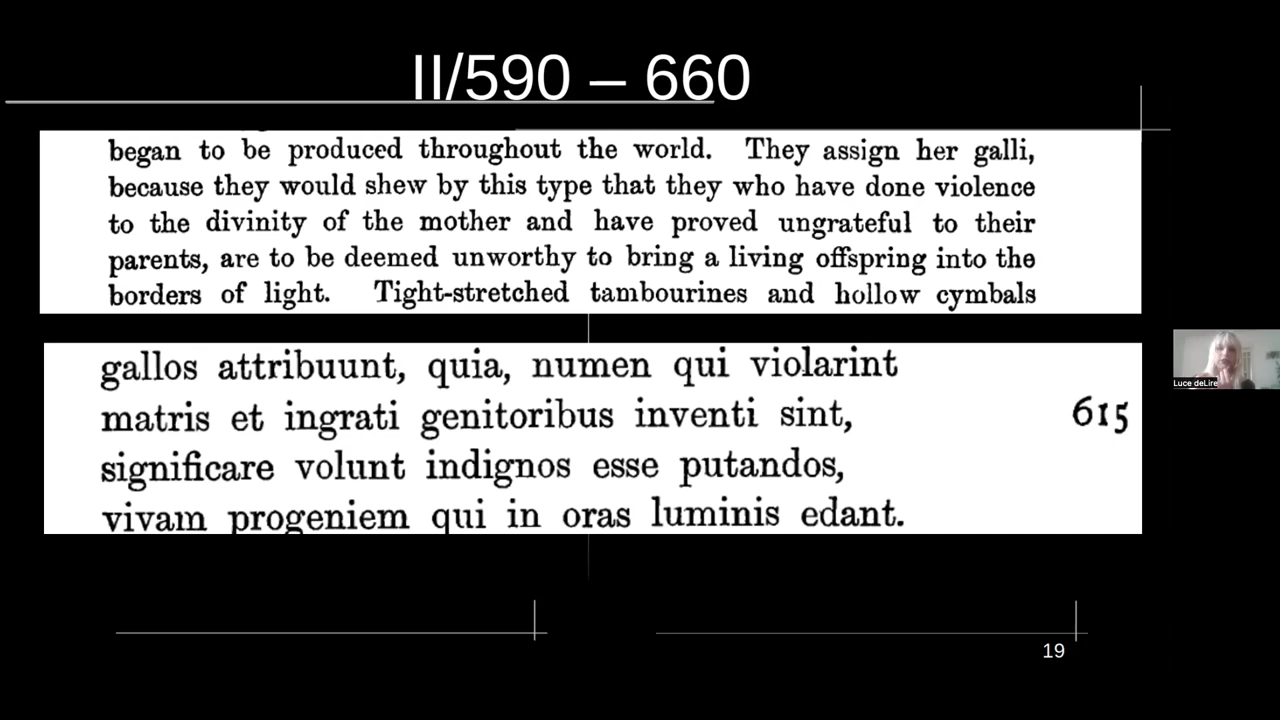 II/590 – 660
began to be produced throughout the world. They assign her galli,
because they would shew by this type that they who have done violence
to the divinity of the mother and have proved ungrateful to their
parents, are to be deemed unworthy to bring a living offspring into the
borders of light. Tight-stretched tambourines and hollow cymbals
gallos attribuunt, quia, numen qui violarint
matris et ingrati genitoribus inventi sint, 615
significare volunt indignos esse putandos,
vivam progeniem qui in oras luminis edant.
Luce deLire
19